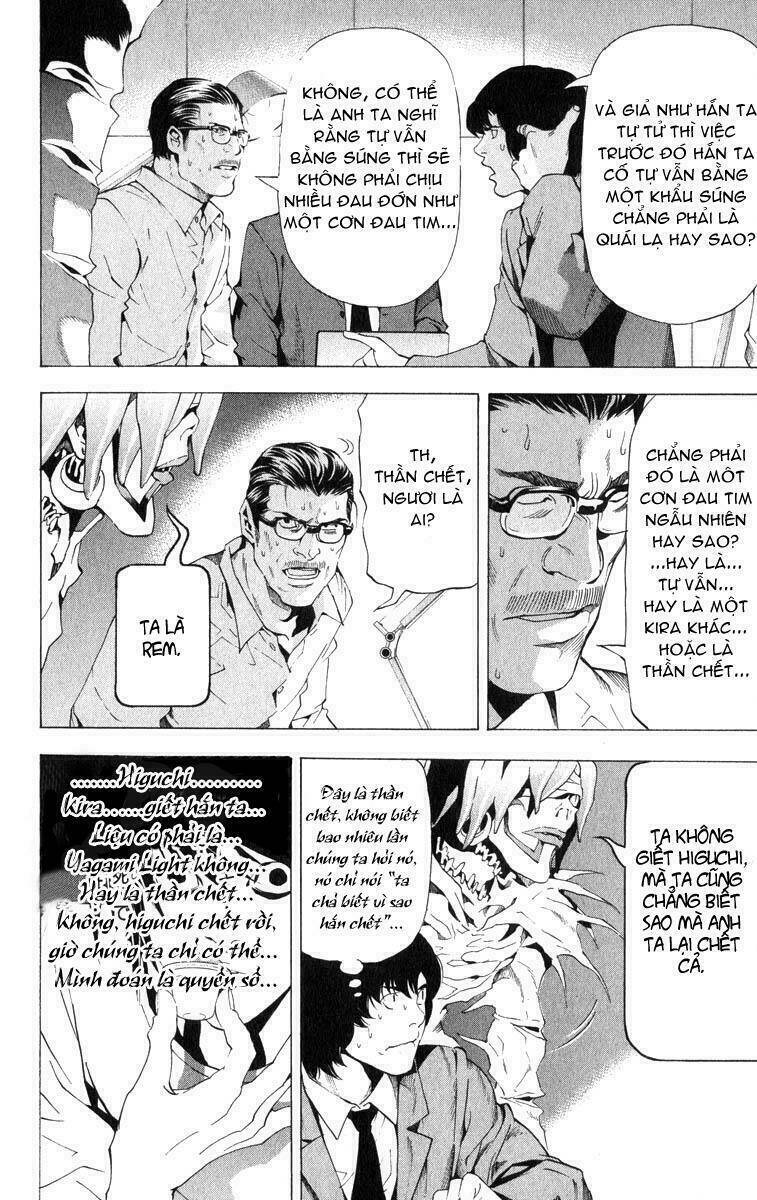 VÀ GIẢ NHƯ HẮN TA
TỰ TỬ THÌ VIỆC
TRƯỚC ĐÓ HẮN TA
CỐ TỰ VẪN BẰNG
MỘT KHẨU SÚNG
CHẲNG PHẢI LÀ
QUÁI LẠ HAY SAO?
KHÔNG, CÓ THỂ
LÀ ANH TA NGHĨ
RẰNG TỰ VẪN
BẰNG SÚNG THÌ SẼ
KHÔNG PHẢI CHỊU
NHIỀU ĐAU ĐỚN NHƯ
MỘT CƠN ĐAU TIM...
CHẲNG PHẢI
ĐÓ LÀ MỘT
CƠN ĐAU TIM
NGẪU NHIÊN
HAY SAO?
...HAY LÀ...
TỰ VẪN...
HAY LÀ MỘT
KIRA KHÁC...
HOẶC LÀ
THẦN CHẾT...
TH,
THẦN CHẾT,
NGƯƠI LÀ
AI?
TA LÀ
REM.
TA KHÔNG
GIẾT HIGUCHI,
MÀ TA CŨNG
CHẲNG BIẾT
SAO MÀ ANH
TA LẠI CHẾT
CẢ.
Đây là thần
chết, không biết
bao nhiêu lần
chúng ta hỏi nó,
nó chỉ nói "ta
chả biết vì sao
hắn chết"...
........Higuchi..........
Kira.......giết hắn ta...
Liệu có phải là...
Yagami Light không...
Hay là thần chết...
Không, higuchi chết rồi,
giờ chúng ta chỉ có thể...
Mình đoán là quyển sổ...